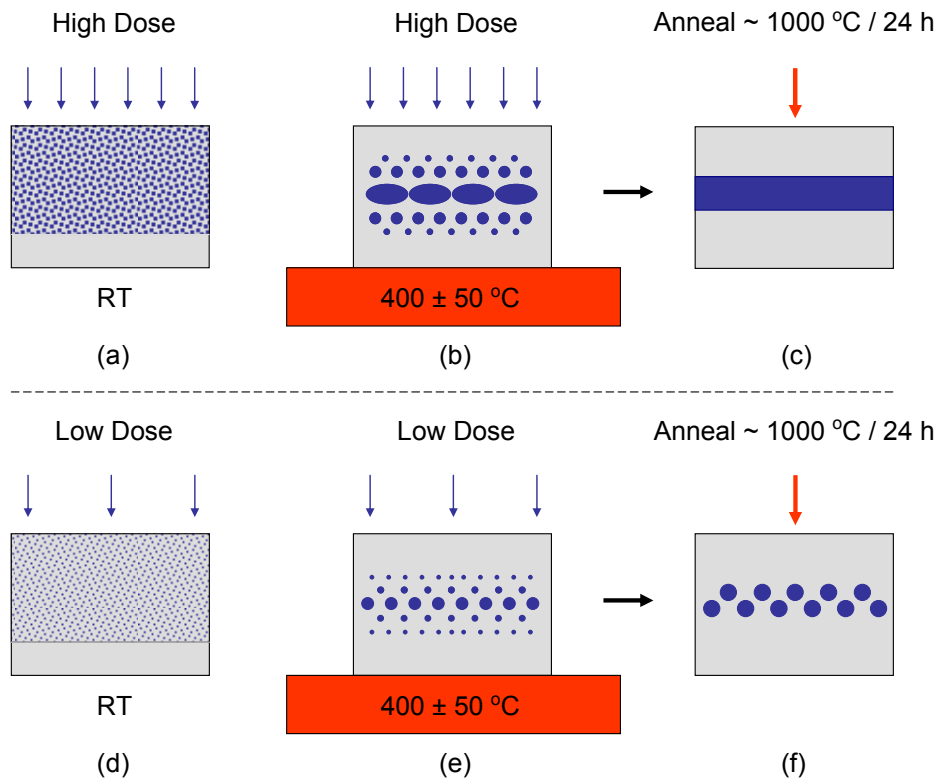 High Dose
High Dose
Anneal ~ 1000 °C / 24 h
RT
400 ± 50 °C
(a)
(b)
(c)
Low Dose
Low Dose
Anneal ~ 1000 °C / 24 h
RT
400 ± 50 °C
(d)
(e)
(f)